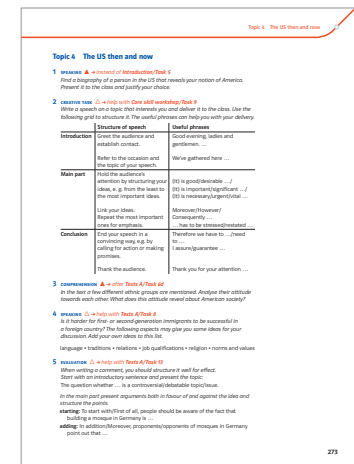 Topic 4 The US then and now
Topic 4 The US then and now
1 SPEAKING ▲ → instead of Introduction/Task 5
Find a biography of a person in the US that reveals your notion of America.
Present it to the class and justify your choice.
2 CREATIVE TASK △ → help with Core skill workshop/Task 9
Write a speech on a topic that interests you and deliver it to the class. Use the
following grid to structure it. The useful phrases can help you with your delivery.
Structure of speech Useful phrases
Introduction Greet the audience and Good evening, ladies and
establish contact. gentlemen. …
Refer to the occasion and We've gathered here …
the topic of your speech.
Main part Hold the audience's
attention by structuring your (It) is good/desirable …/
ideas, e. g. from the least to (It) is important/significant …/
the most important ideas. (It) is necessary/urgent/vital …
Link your ideas. Moreover/However/
Repeat the most important Consequently …
ones for emphasis. … has to be stressed/restated …
Conclusion End your speech in a Therefore we have to …/need
convincing way, e.g. by to …
calling for action or making I assure/guarantee …
promises.
Thank the audience. Thank you for your attention …
3 COMPREHENSION ▲ → after Texts A/Task 6d
In the text a few different ethnic groups are mentioned. Analyse their attitude
towards each other. What does this attitude reveal about American society?
4 SPEAKING △ → help with Texts A/Task 8
Is it harder for first- or second-generation immigrants to be successful in
a foreign country? The following aspects may give you some ideas for your
discussion. Add your own ideas to this list.
language • traditions • relations • job qualifications • religion • norms and values
5 EVALUATION △ → help with Texts A/Task 13
When writing a comment, you should structure it well for effect.
Start with an introductory sentence and present the topic:
The question whether … is a controversial/debatable topic/issue.
In the main part present arguments both in favour of and against the idea and
structure the points.
starting: To start with/First of all, people should be aware of the fact that
building a mosque in Germany is …
adding: In addition/Moreover, proponents/opponents of mosques in Germany
point out that …
273